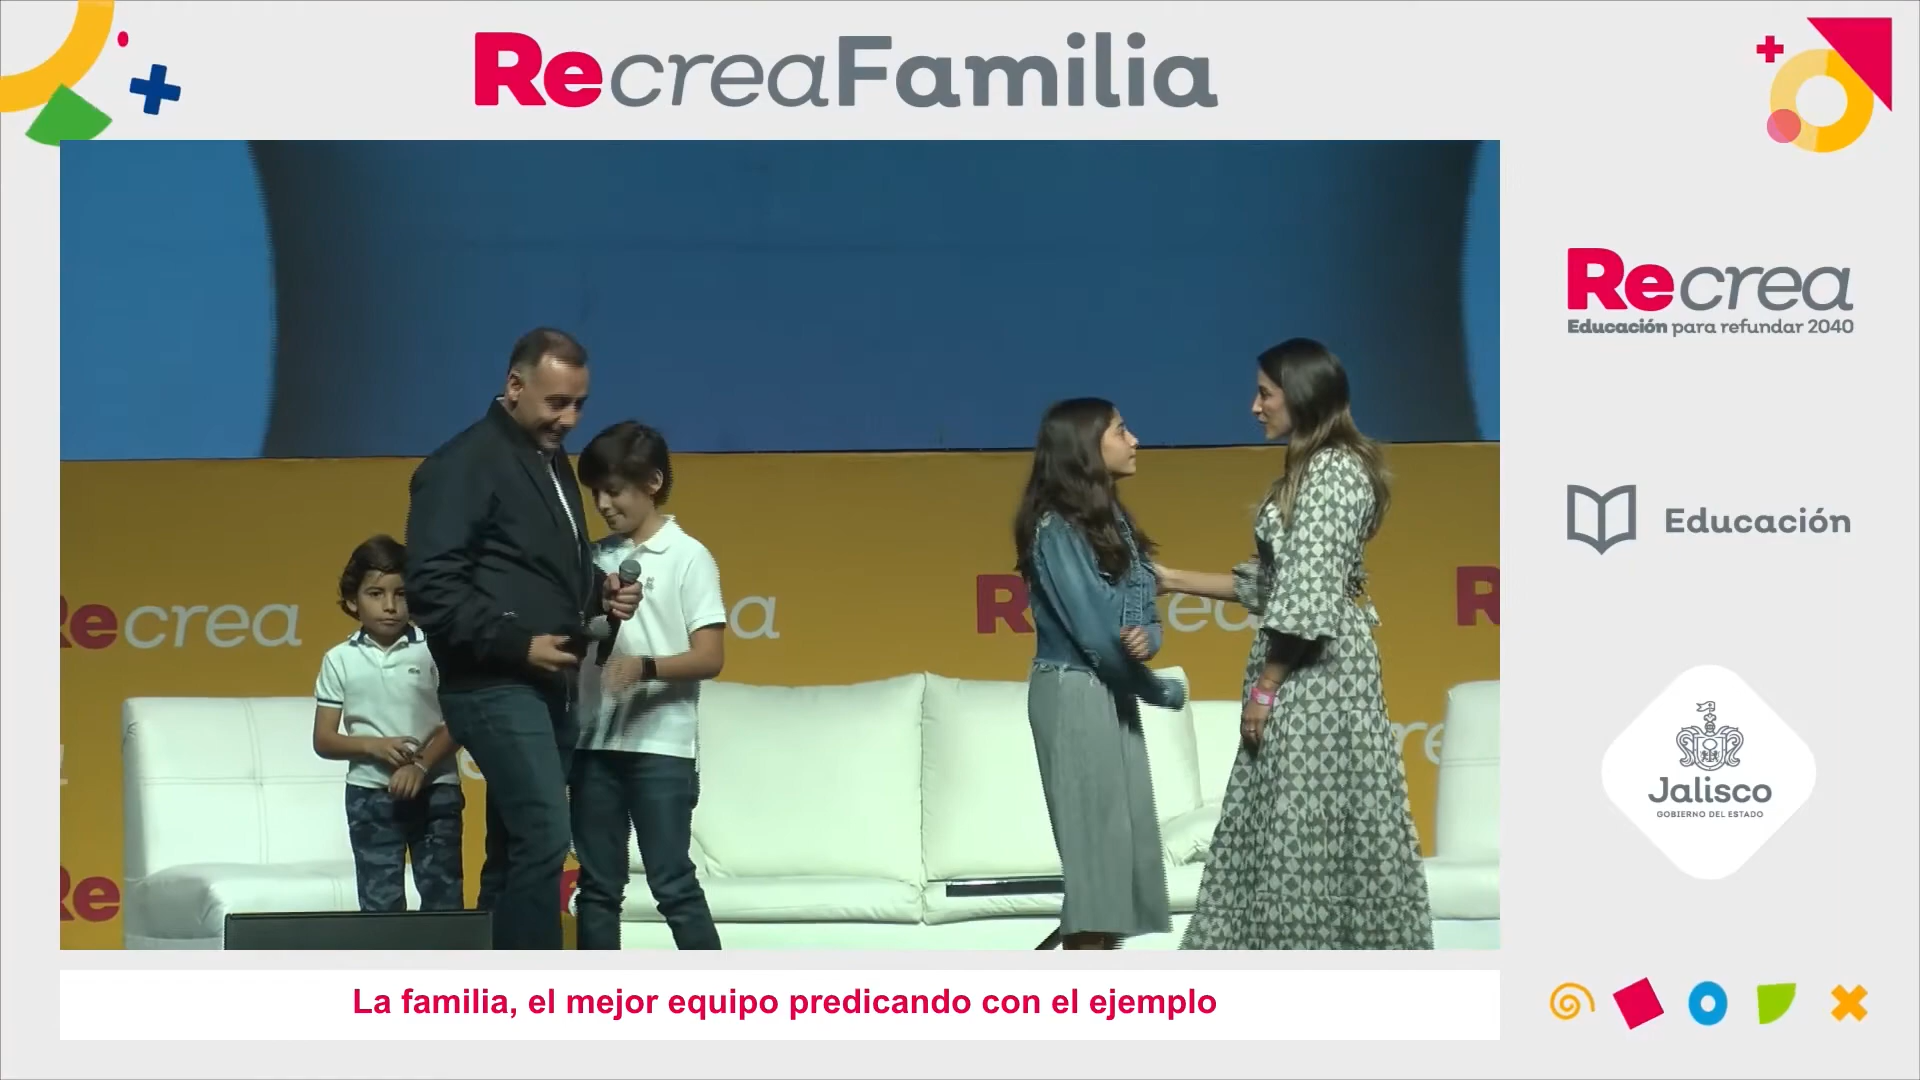 RecreaFamilia
Recrea
Educación para refundar 2040
Educación
Jalisco
GOBIERNO DEL ESTADO
Recrea
Re
La familia, el mejor equipo predicando con el ejemplo